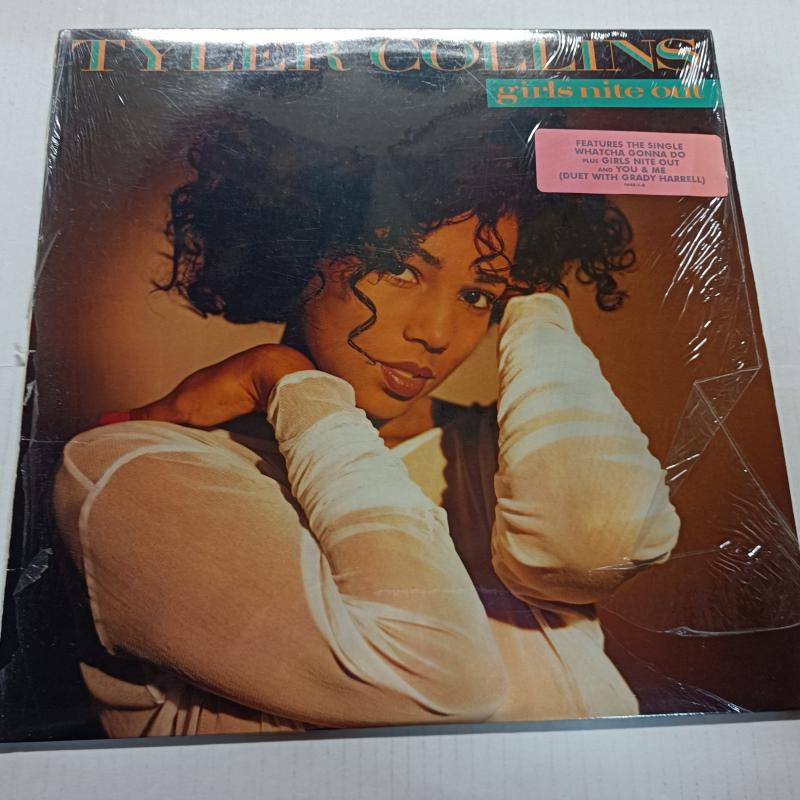 TYLER COLLINS
girls nite out
FEATURES THE SINGLE
WHATCHA GONNA DO
PLUS GIRLS NITE OUT
AND YOU & ME
(DUET WITH GRADY HARRELL)